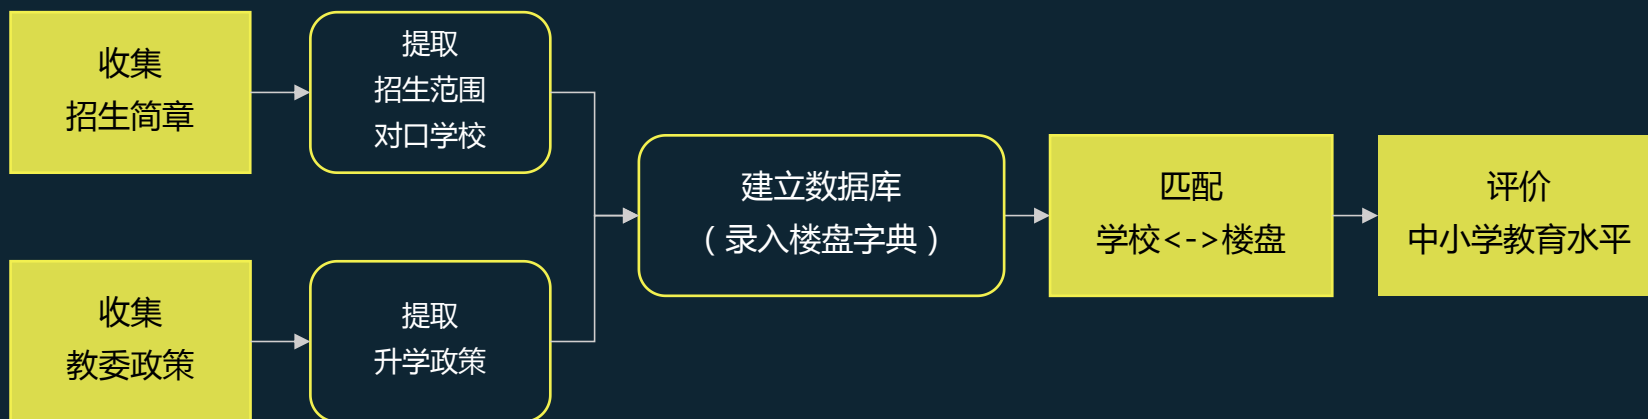 收集
招生简章
提取
招生范围
对口学校
收集
教委政策
提取
升学政策
建立数据库
（录入楼盘字典）
匹配
学校<->楼盘
评价
中小学教育水平